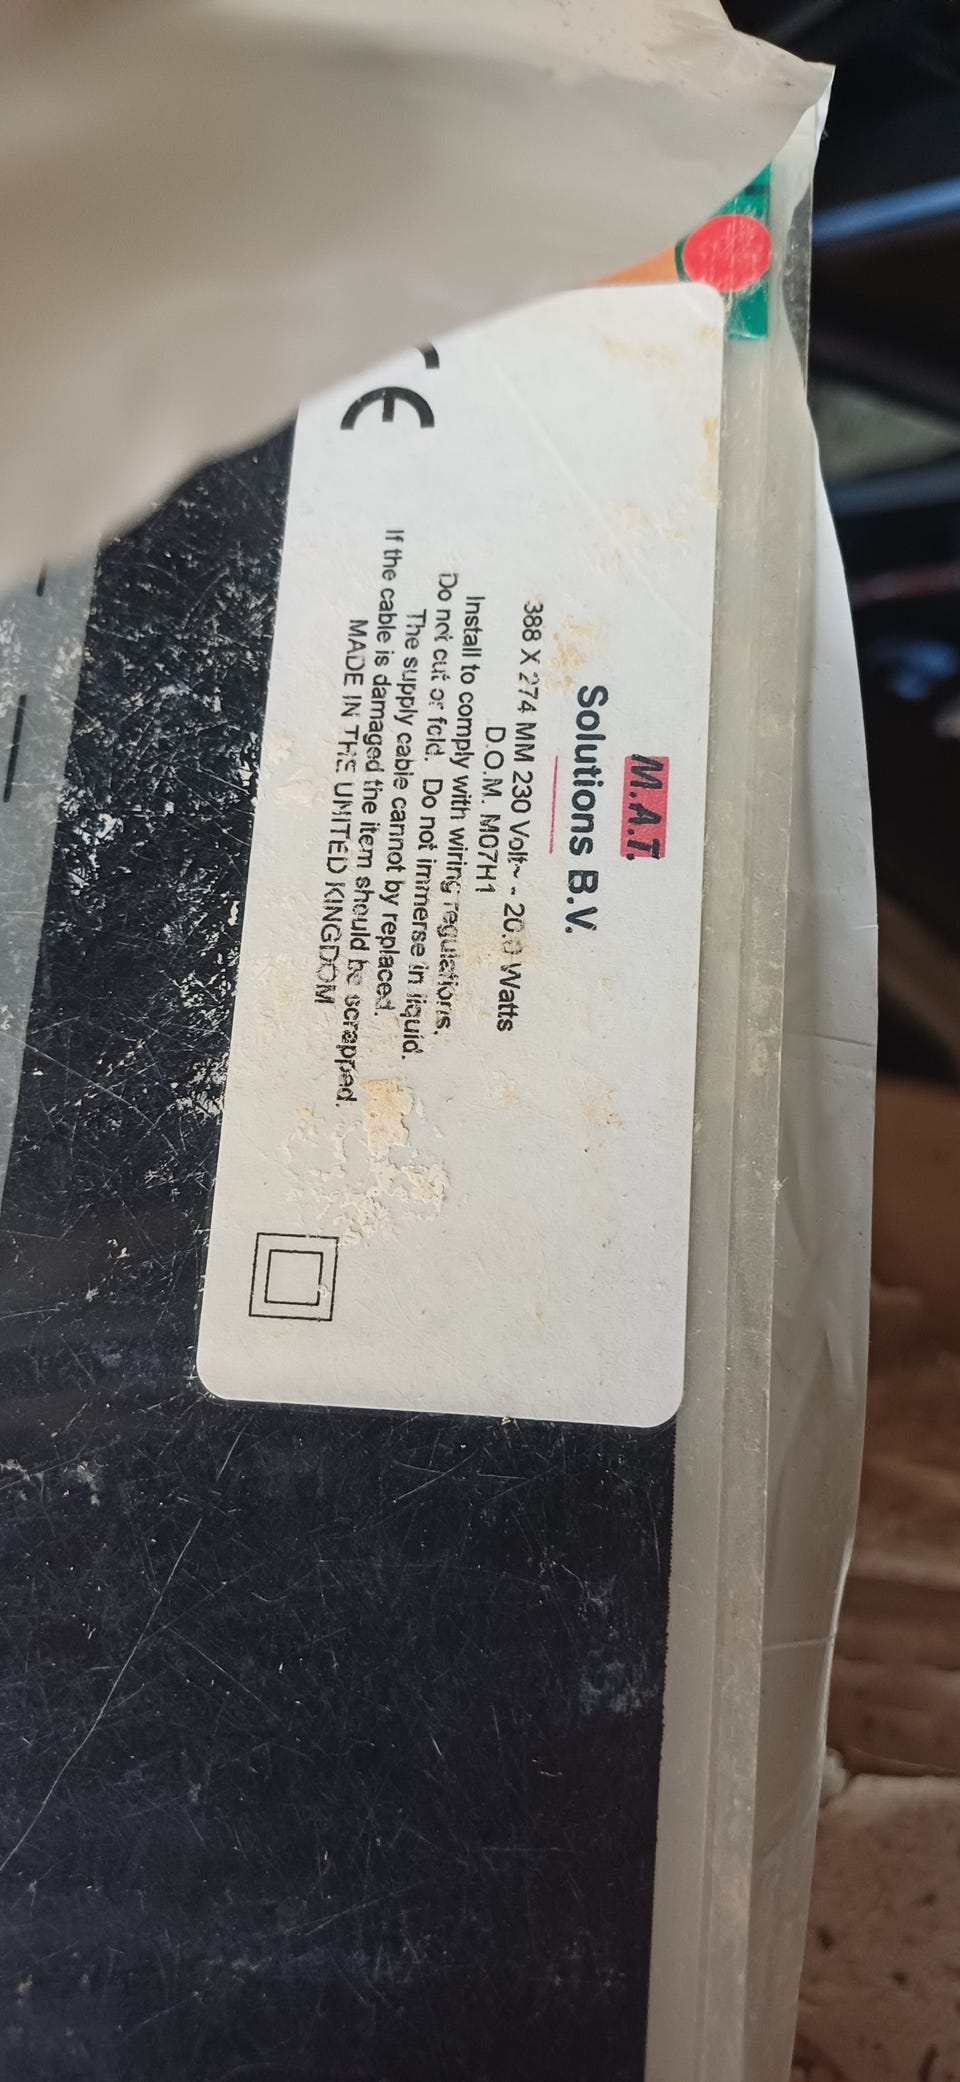 M.A.T.
Solutions B.V.
388 X 274 MM 230 Volt~ - 20.0 Watts
D.O.M. M07H1
Install to comply with wiring regulations.
Do not cut or fold. Do not immerse in liquid.
The supply cable cannot by replaced.
If the cable is damaged the item should be scrapped.
MADE IN THE UNITED KINGDOM
CE